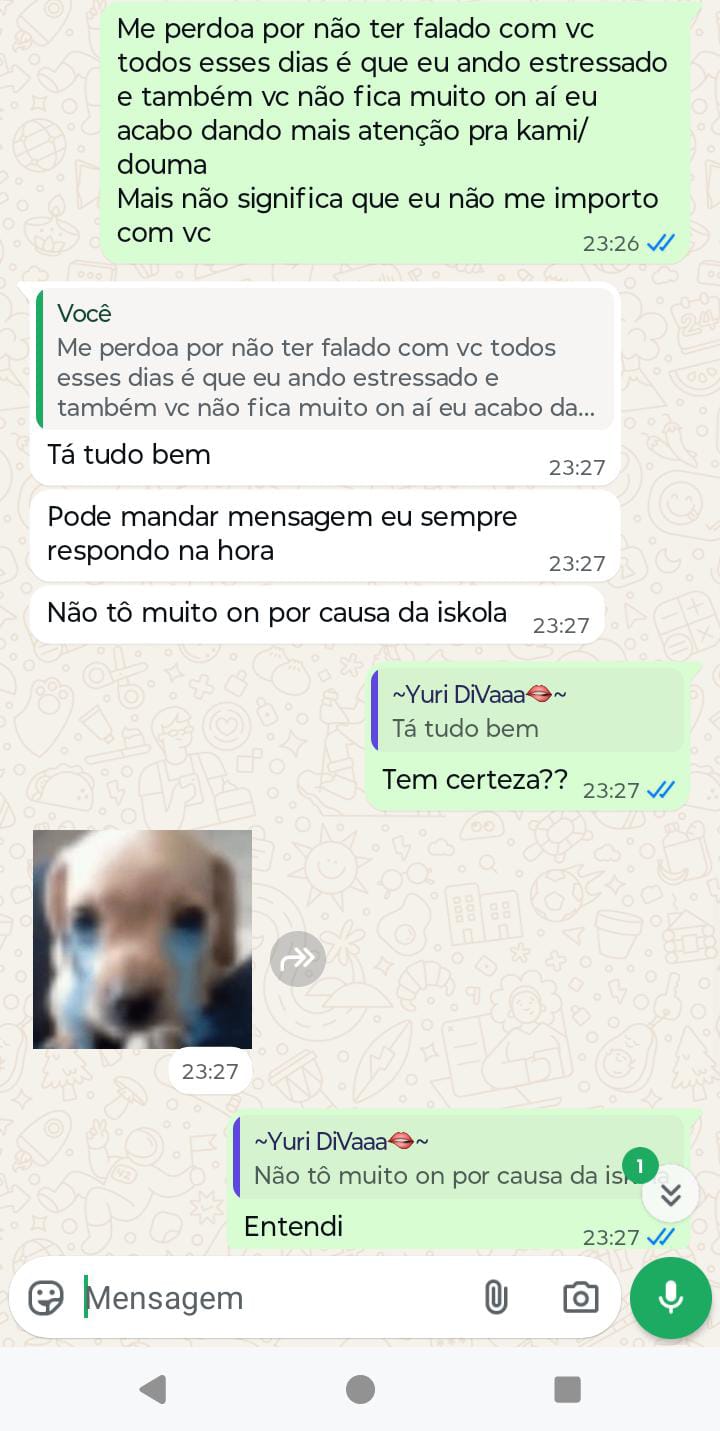 Me perdoa por não ter falado com vc
todos esses dias é que eu ando estressado
e também vc não fica muito on aí eu
acabo dando mais atenção pra kami/
douma
Mais não significa que eu não me importo
com vc
23:26
Você
Me perdoa por não ter falado com vc todos
esses dias é que eu ando estressado e
também vc não fica muito on aí eu acabo da...
Tá tudo bem
23:27
Pode mandar mensagem eu sempre
respondo na hora
23:27
Não tô muito on por causa da iskola
23:27
~Yuri DiVaaa🫦~
Tá tudo bem
Tem certeza??
23:27
23:27
~Yuri DiVaaa🫦~
Não tô muito on por causa da
1
Entendi
23:27
Mensagem